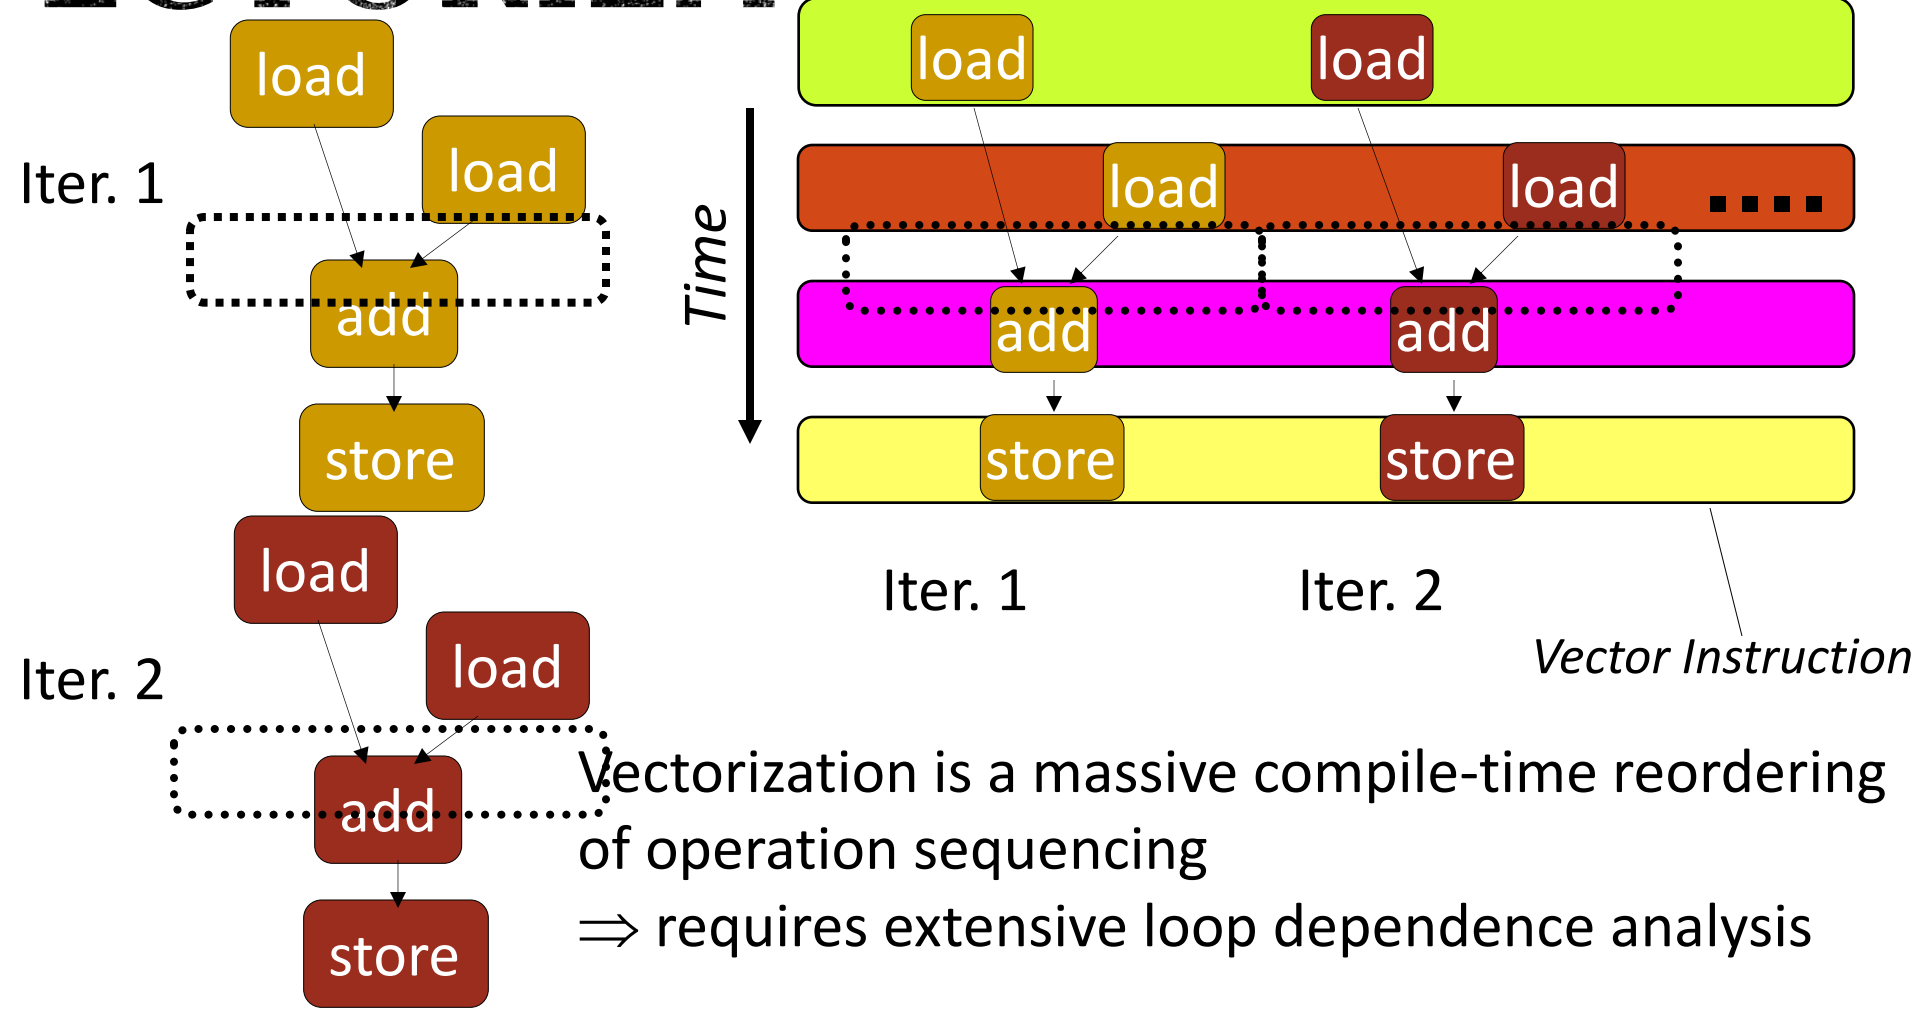 load
load
Iter. 1
add
store
load
load
Iter. 2
add
store
Time
load load
load load
add add
store store
Iter. 1 Iter. 2
Vector Instruction
Vectorization is a massive compile-time reordering
of operation sequencing
⇒ requires extensive loop dependence analysis